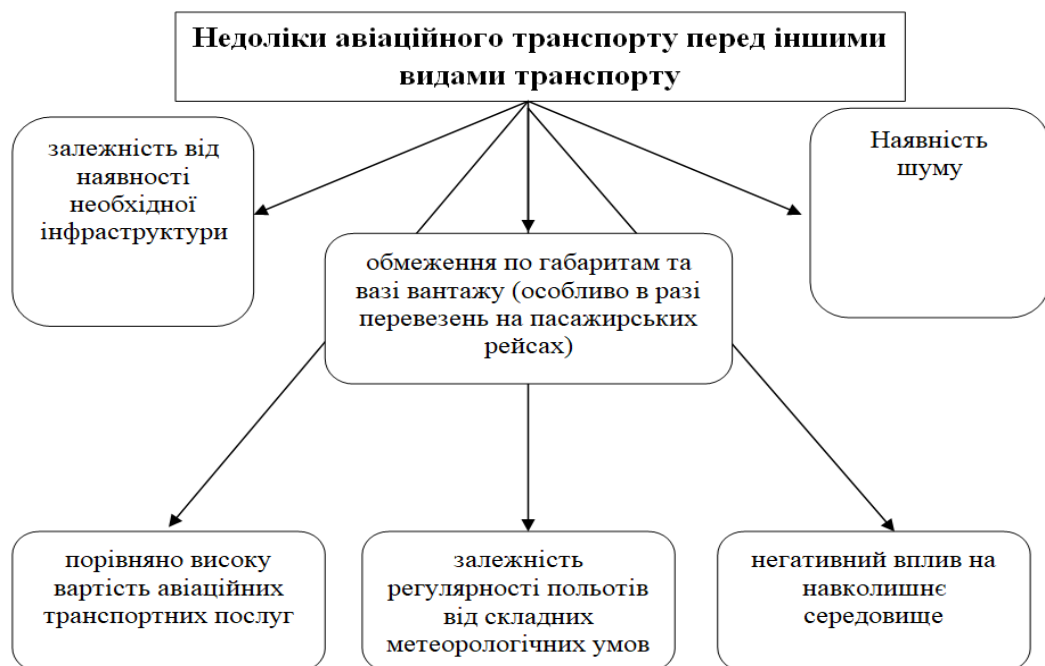 Недоліки авіаційного транспорту перед іншими
видами транспорту
залежність від
наявності
необхідної
інфраструктури
Наявність
шуму
обмеження по габаритам та
вазі вантажу (особливо в разі
перевезень на пасажирських
рейсах)
порівняно високу
вартість авіаційних
транспортних послуг
залежність
регулярності польотів
від складних
метеорологічних умов
негативний вплив на
навколишнє
середовище